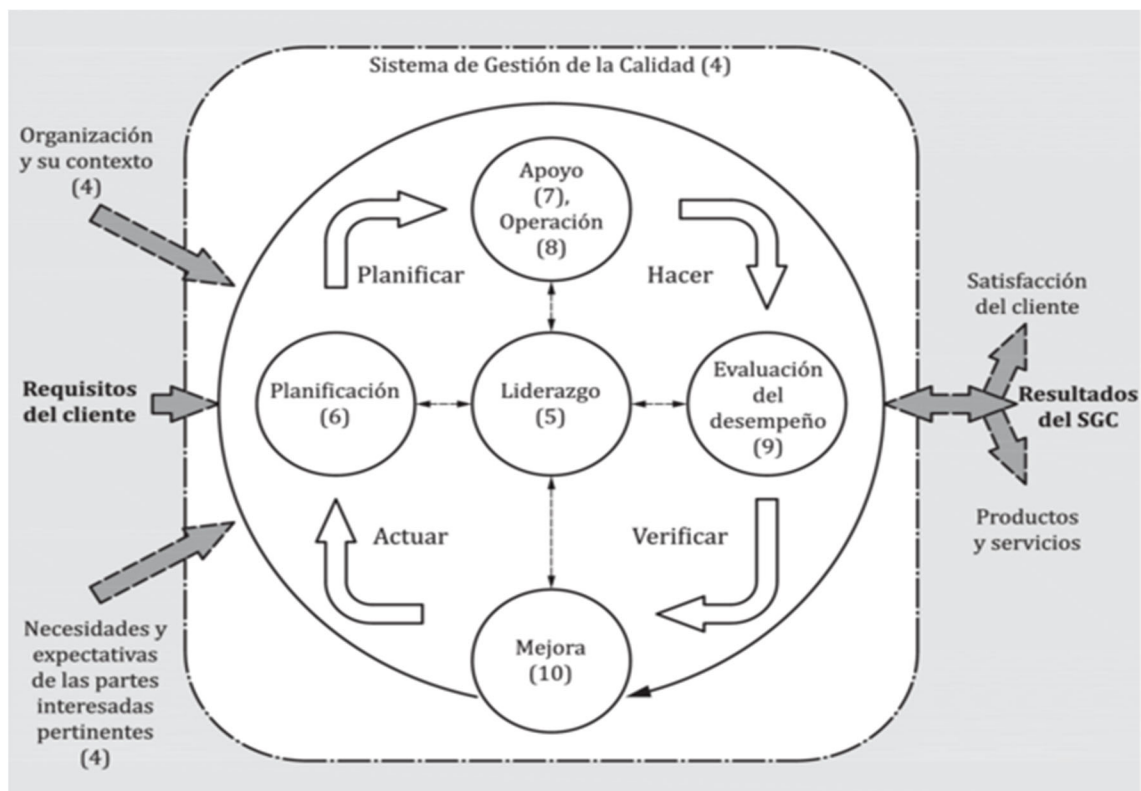 Sistema de Gestión de la Calidad (4)
Organización
y su contexto
(4)
Requisitos
del cliente
Necesidades y
expectativas
de las partes
interesadas
pertinentes
(4)
Apoyo
(7),
Operación
(8)
Planificar
Hacer
Planificación
(6)
Liderazgo
(5)
Evaluación
del
desempeño
(9)
Actuar
Verificar
Mejora
(10)
Satisfacción
del cliente
Resultados
del SGC
Productos
y servicios